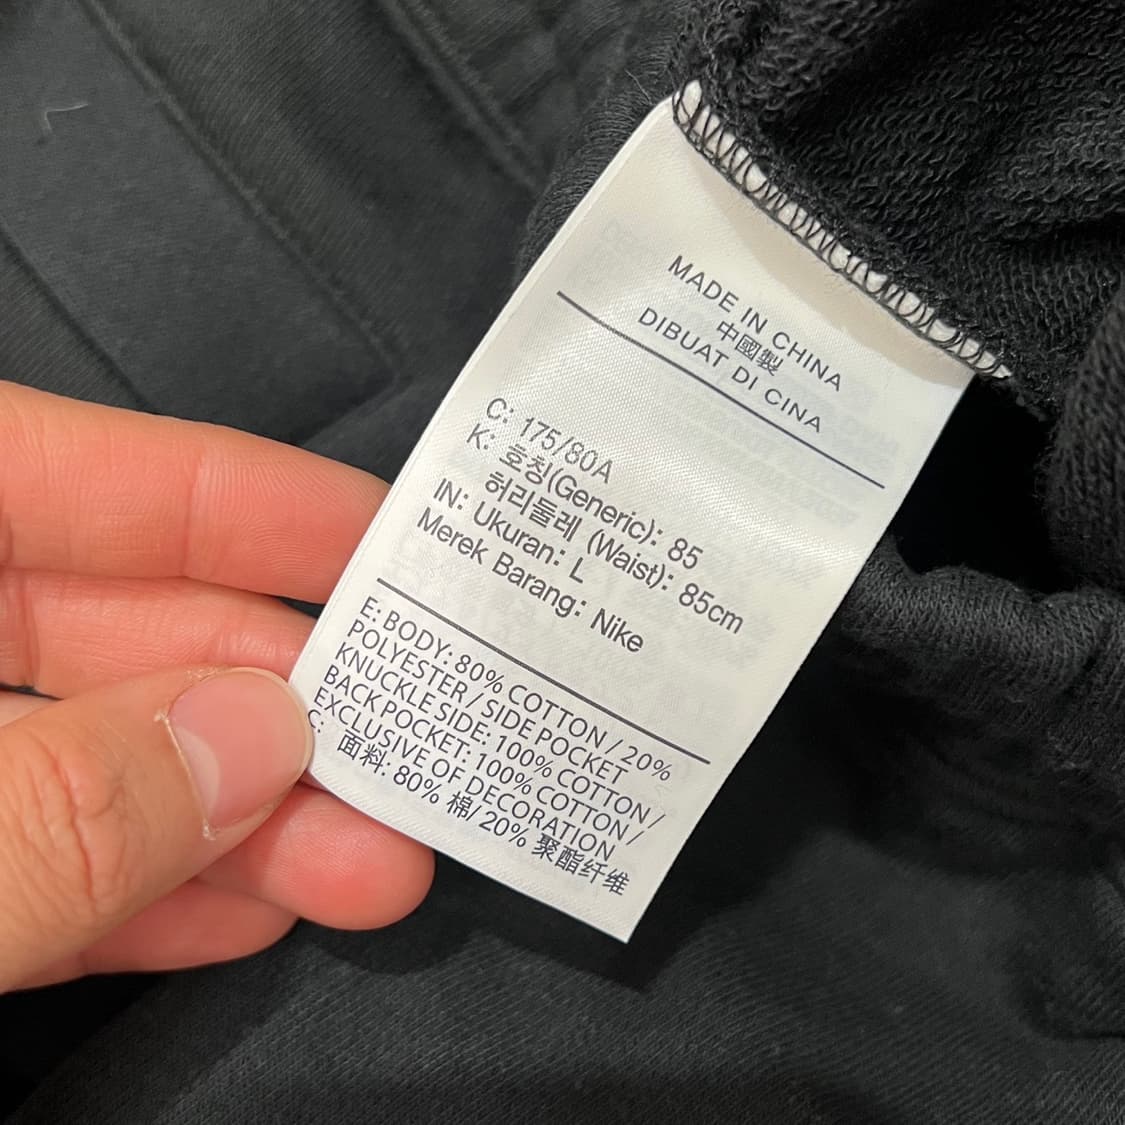 MADE IN CHINA
中國製
DIBUAT DI CINA
C: 175/80A
K: 호칭(Generic): 85
허리둘레 (Waist): 85cm
IN: Ukuran: L
Merek Barang: Nike
E: BODY: 80% COTTON / 20%
POLYESTER / SIDE POCKET
KNUCKLE SIDE: 100% COTTON /
BACK POCKET: 100% COTTON /
EXCLUSIVE OF DECORATION
C: 面料: 80% 棉/ 20% 聚酯纤维